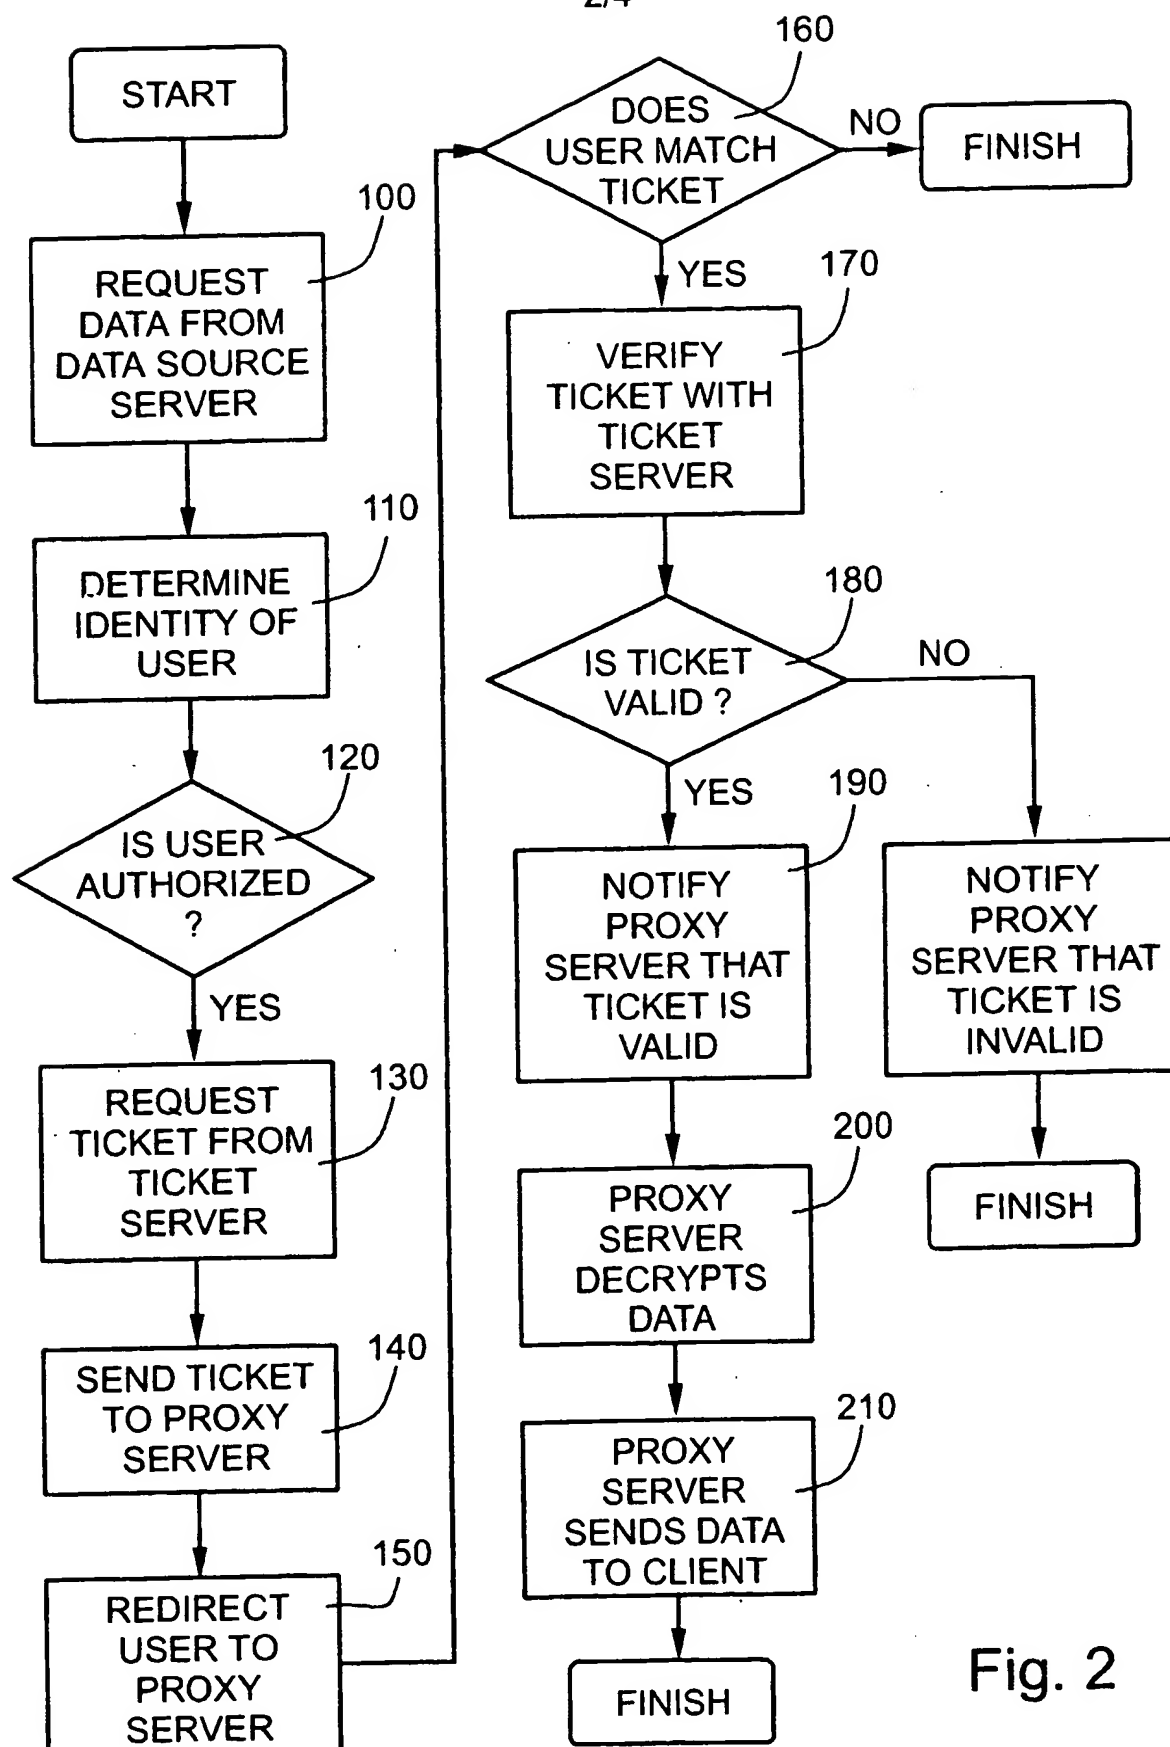 2/4
START
100
REQUEST
DATA FROM
DATA SOURCE
SERVER
110
DETERMINE
IDENTITY OF
USER
120
IS USER
AUTHORIZED
?
YES
130
REQUEST
TICKET FROM
TICKET
SERVER
140
SEND TICKET
TO PROXY
SERVER
150
REDIRECT
USER TO
PROXY
SERVER
160
DOES
USER MATCH
TICKET
NO
FINISH
YES
170
VERIFY
TICKET WITH
TICKET
SERVER
180
IS TICKET
VALID ?
NO
YES
190
NOTIFY
PROXY
SERVER THAT
TICKET IS
VALID
NOTIFY
PROXY
SERVER THAT
TICKET IS
INVALID
200
PROXY
SERVER
DECRYPTS
DATA
FINISH
210
PROXY
SERVER
SENDS DATA
TO CLIENT
FINISH
Fig. 2